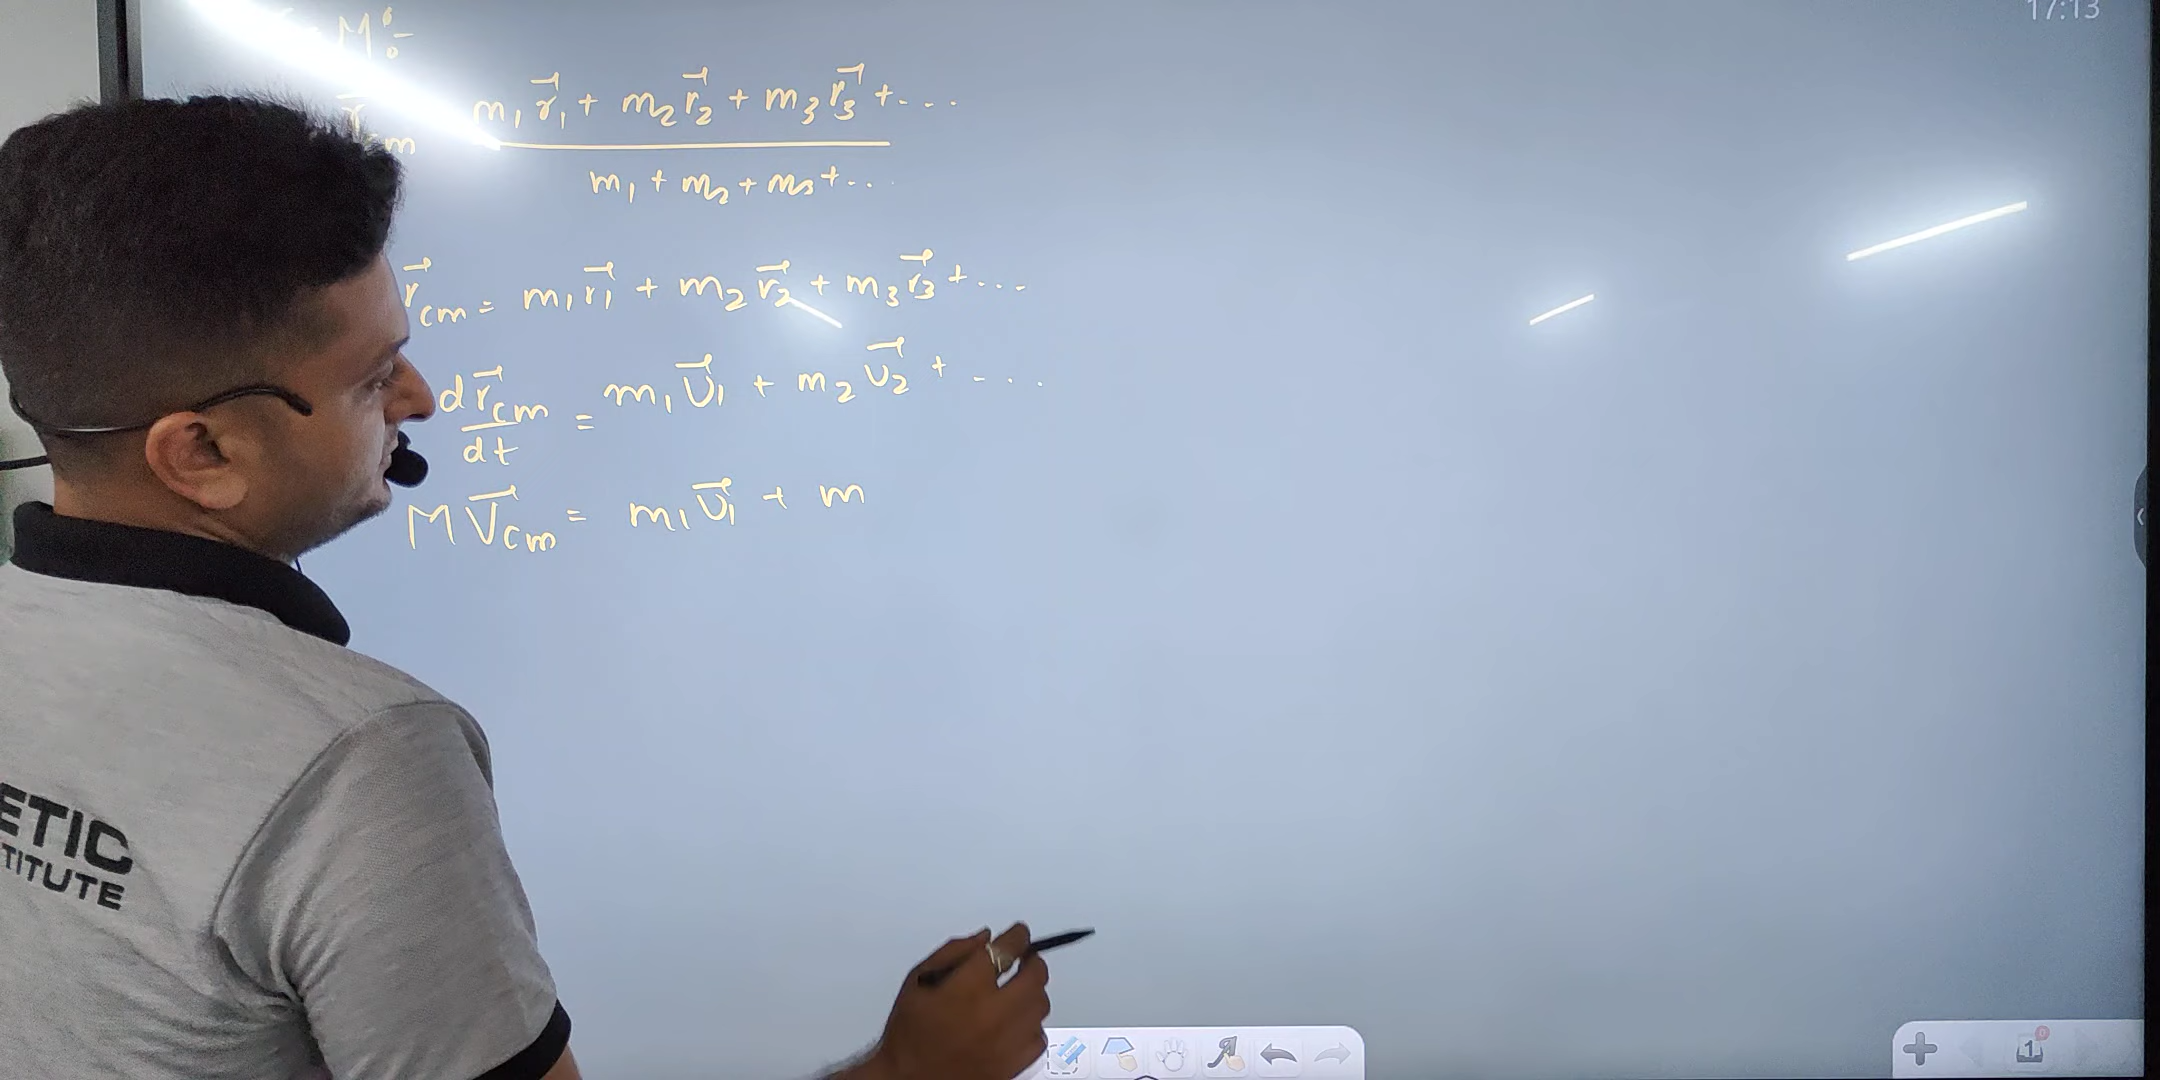 17:13
M
m₁r⃗₁ + m₂r⃗₂ + m₃r⃗₃ + ....
m
m₁ + m₂ + m₃ + ...
r⃗cm = m₁r⃗₁ + m₂r⃗₂ + m₃r⃗₃ + ....
dr⃗cm/dt = m₁v⃗₁ + m₂v⃗₂ + ....
MV⃗cm = m₁v⃗₁ + m
ETIC
TITUTE
1